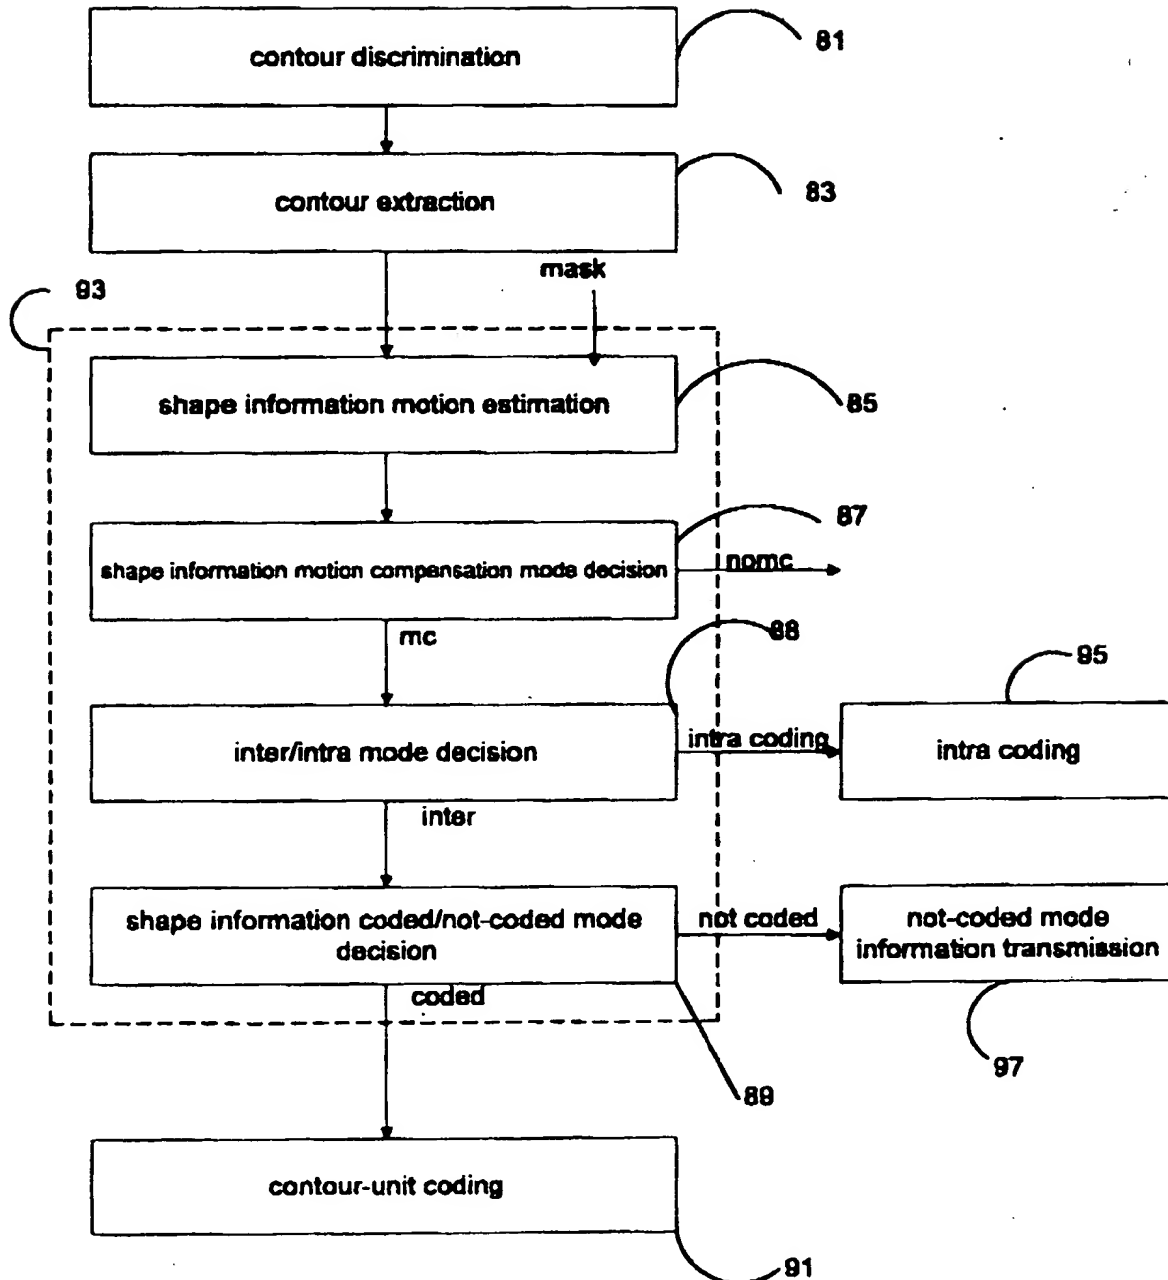 contour discrimination
81
contour extraction
83
mask
93
shape information motion estimation
85
87
shape information motion compensation mode decision
nomc
mc
88
95
inter/intra mode decision
intra coding
intra coding
inter
shape information coded/not-coded mode
decision
not coded
not-coded mode
information transmission
coded
97
89
contour-unit coding
91